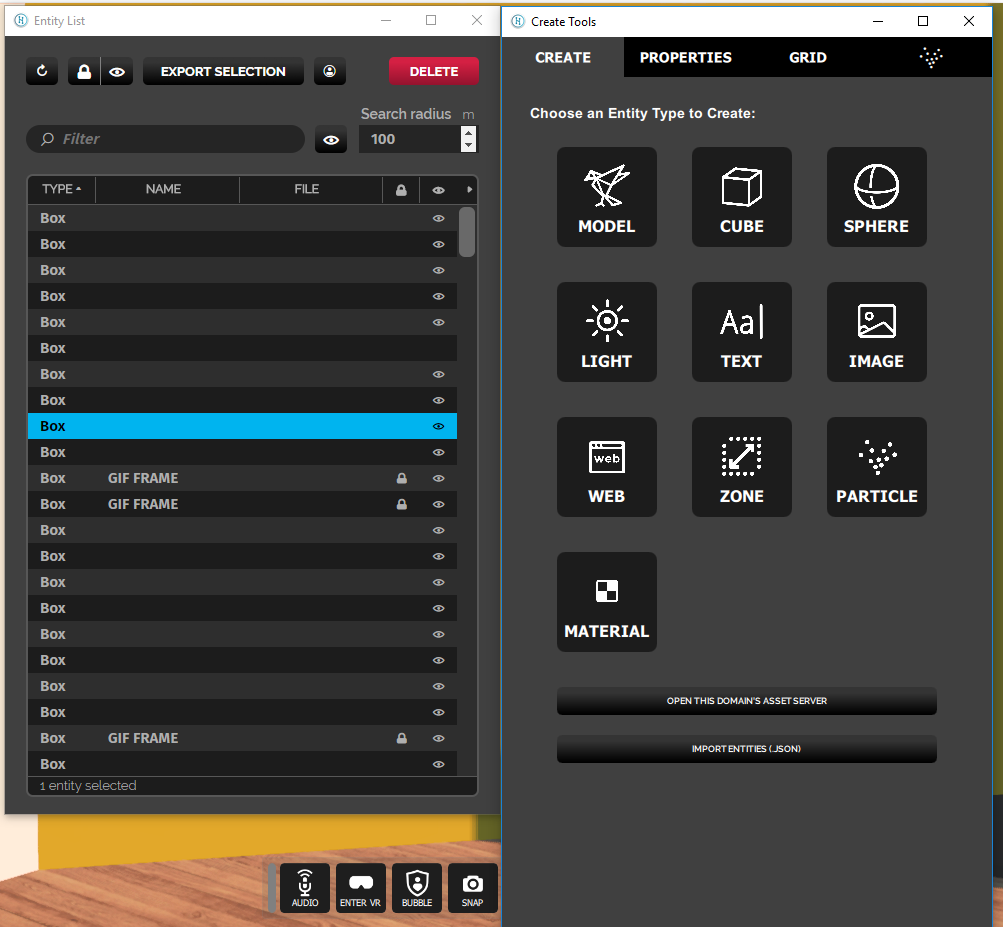 Entity List
EXPORT SELECTION
DELETE
Search radius m
Filter
100
TYPE NAME FILE
Box
Box
Box
Box
Box
Box
Box
Box
Box
Box
Box GIF FRAME
Box GIF FRAME
Box
Box
Box
Box
Box
Box
Box
Box
Box GIF FRAME
Box
1 entity selected
AUDIO
ENTER VR
BUBBLE
SNAP
Create Tools
CREATE PROPERTIES GRID
Choose an Entity Type to Create:
MODEL CUBE SPHERE
Aa
LIGHT TEXT IMAGE
web
WEB ZONE PARTICLE
MATERIAL
OPEN THIS DOMAIN'S ASSET SERVER
IMPORT ENTITIES (.JSON)